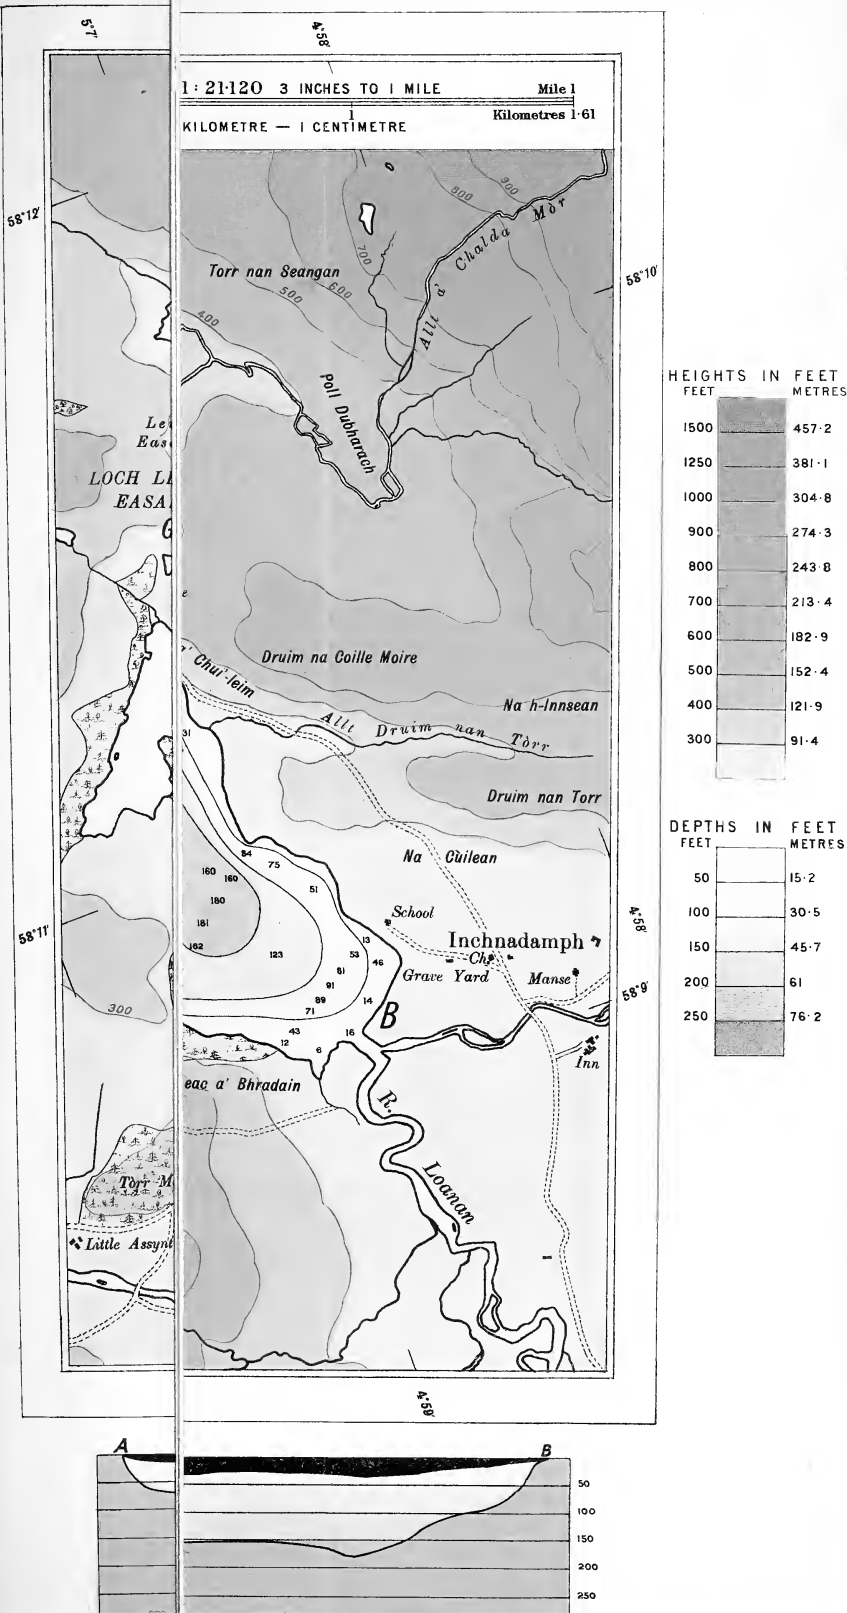 5°7'
4°58'
1:21·120 3 INCHES TO 1 MILE
Mile 1
1
Kilometres 1·61
KILOMETRE — 1 CENTIMETRE
58°12'
800
900
Allt a' Chalda Mòr
700
Torr nan Seangan
600
500
400
58°10'
Poll Dubharach
HEIGHTS IN FEET
FEET METRES
1500 457·2
1250 381·1
1000 304·8
900 274·3
800 243·8
700 213·4
600 182·9
500 152·4
400 121·9
300 91·4
Eas
LOCH
EASA
e
Chui'-leim
Druim na Coille Moire
Na h-Innsean
Allt Druim nan Tòrr
31
Druim nan Torr
DEPTHS IN FEET
FEET METRES
50 15·2
100 30·5
150 45·7
200 61
250 76·2
84
75
Na Cùilean
160
160
51
180
School
4°58'
181
13
Inchnadamph
58°11'
162
123
53
46
Ch.
81
Grave Yard
Manse
91
58°9'
300
89
14
71
B
43
16
12
6
Inn
eac a' Bhradain
R. Loanan
Tòrr M
Little Assynt
4°59'
A
B
50
100
150
200
250